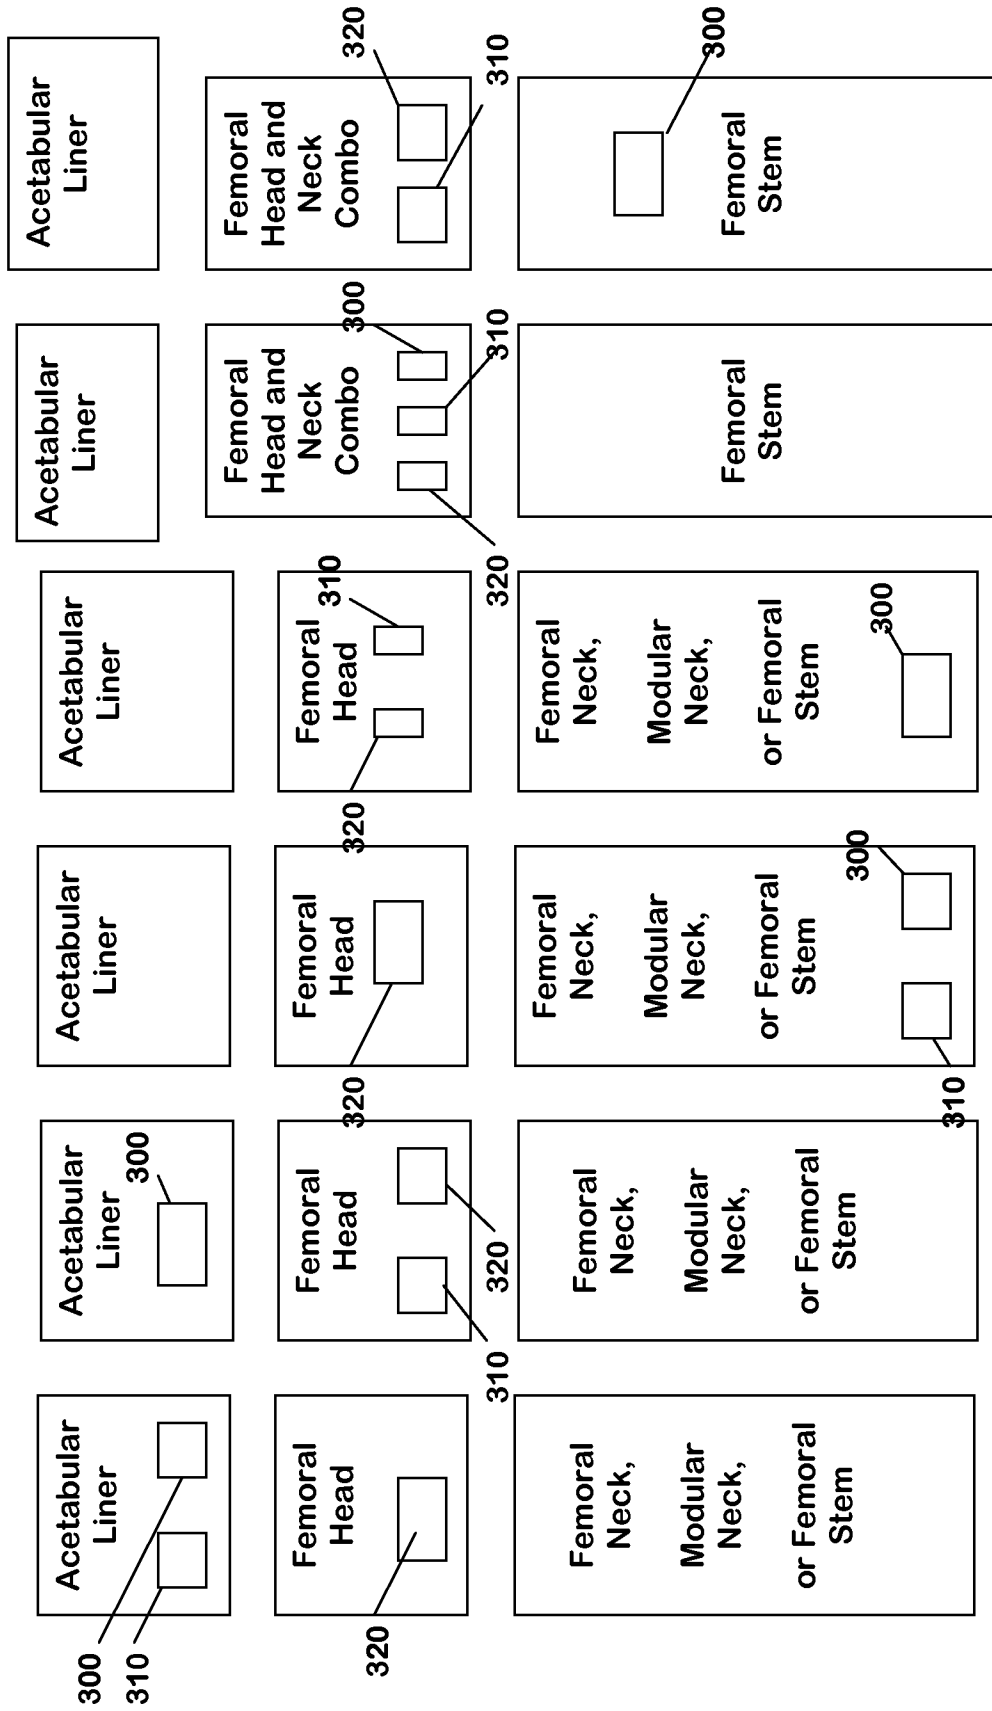 Acetabular
Liner
300
310
Femoral
Head
320
Femoral
Neck,
Modular
Neck,
or Femoral
Stem
Acetabular
Liner
300
Femoral
Head
310
320
Femoral
Neck,
Modular
Neck,
or Femoral
Stem
Acetabular
Liner
Femoral
Head
320
Femoral
Neck,
Modular
Neck,
or Femoral
Stem
300
310
Acetabular
Liner
Femoral
Head
310
320
Femoral
Neck,
Modular
Neck,
or Femoral
Stem
300
Acetabular
Liner
Femoral
Head and
Neck
Combo
300
310
320
Femoral
Stem
Acetabular
Liner
Femoral
Head and
Neck
Combo
320
310
300
Femoral
Stem